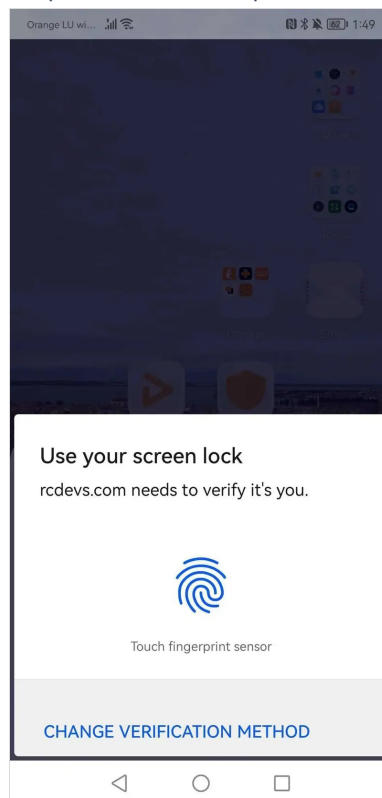 Orange LU wi... 62 1:49
Use your screen lock
rcdevs.com needs to verify it's you.
Touch fingerprint sensor
CHANGE VERIFICATION METHOD